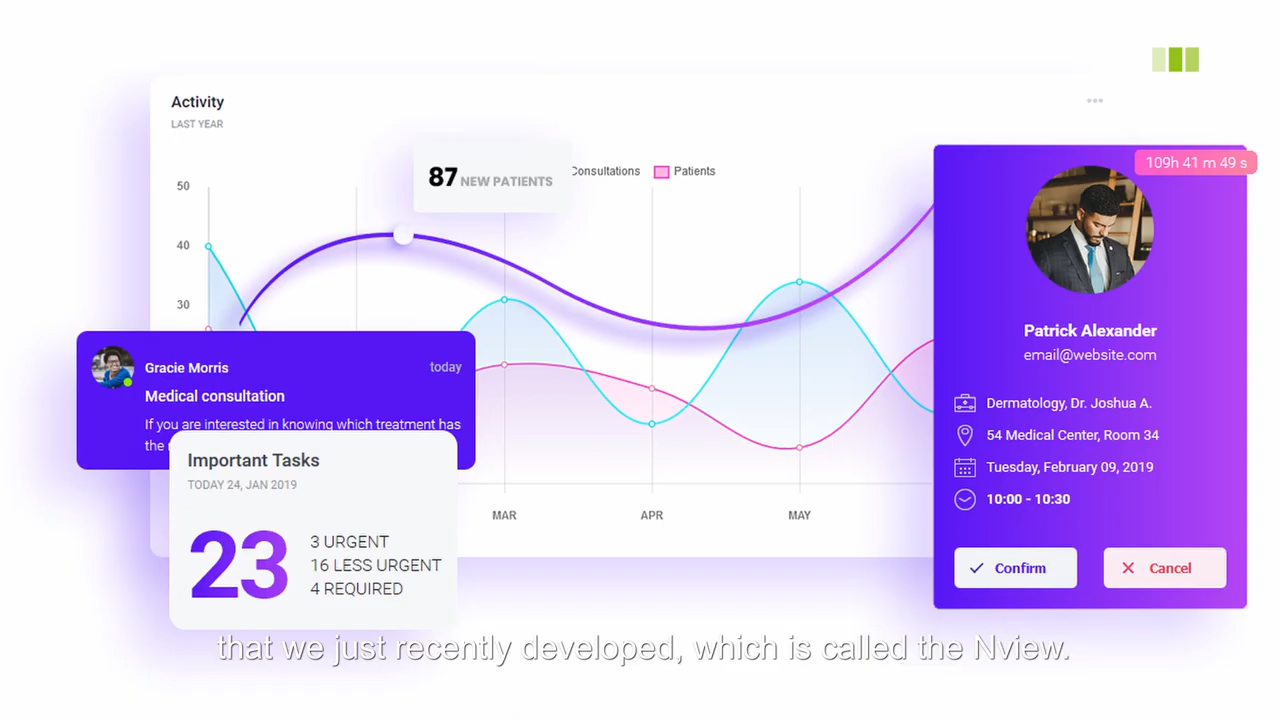 Activity
LAST YEAR
87 NEW PATIENTS
Consultations
Patients
50
40
30
MAR
APR
MAY
109h 41 m 49 s
Patrick Alexander
email@website.com
Dermatology, Dr. Joshua A.
54 Medical Center, Room 34
Tuesday, February 09, 2019
10:00 - 10:30
Confirm
Cancel
Gracie Morris
today
Medical consultation
If you are interested in knowing which treatment has
the
Important Tasks
TODAY 24, JAN 2019
23
3 URGENT
16 LESS URGENT
4 REQUIRED
that we just recently developed, which is called the Nview.